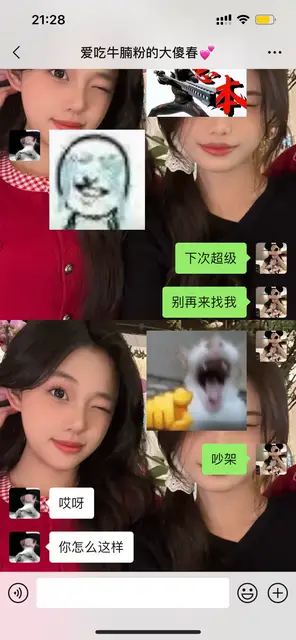 21:28
爱吃牛腩粉的大傻春💕
本
下次超级
别再来找我
吵架
哎呀
你怎么这样